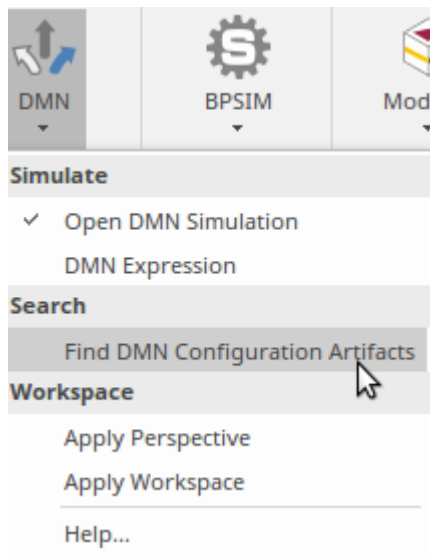 DMN
BPSIM
Mod
Simulate
Open DMN Simulation
DMN Expression
Search
Find DMN Configuration Artifacts
Workspace
Apply Perspective
Apply Workspace
Help...